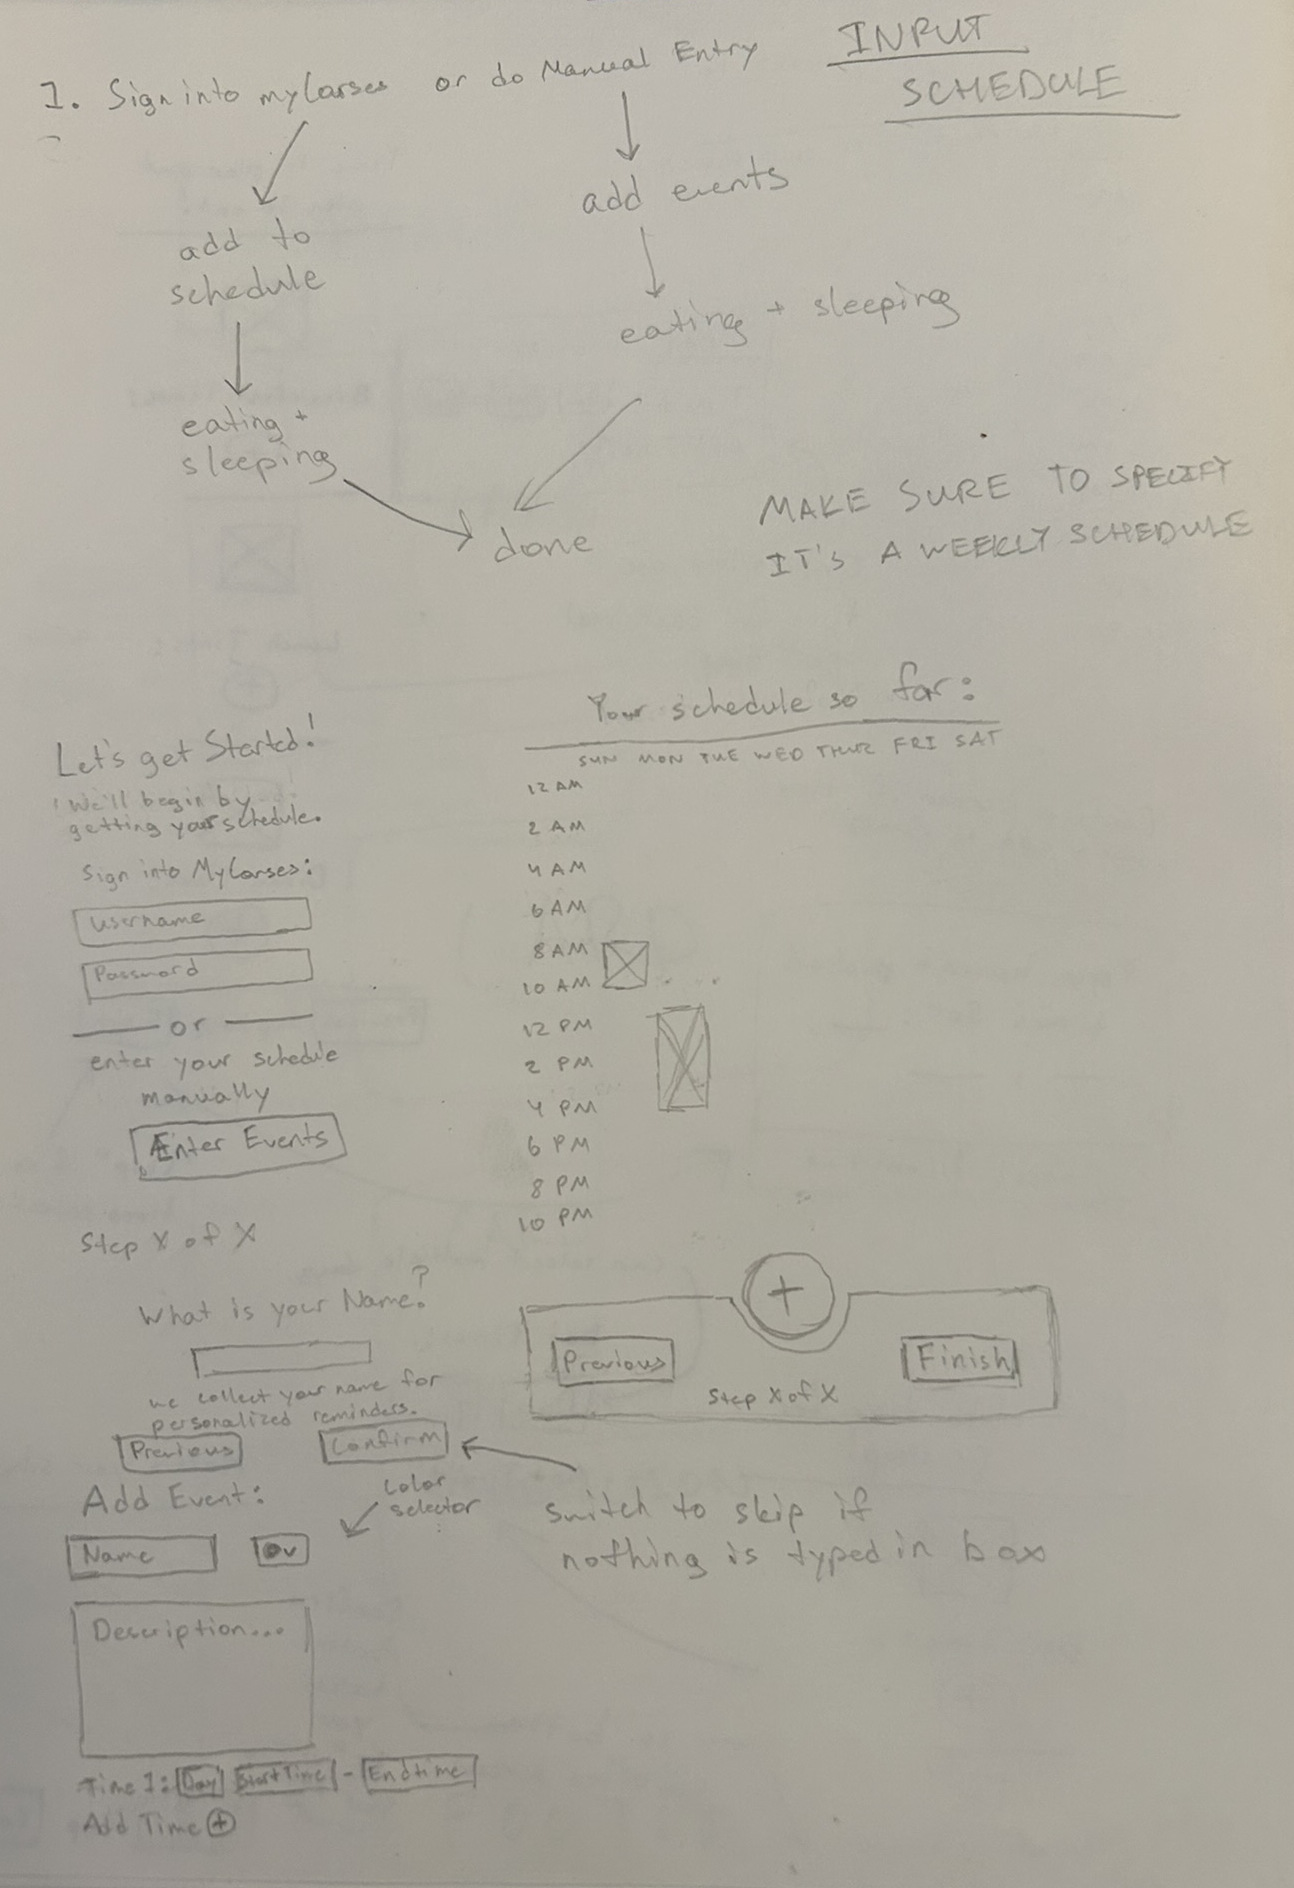 INPUT
SCHEDULE
1. Sign into myCorses or do Manual Entry
add to
schedule
eating +
sleeping
add events
eating + sleeping
done
MAKE SURE TO SPECIFY
IT'S A WEEKLY SCHEDULE
Let's get Started!
We'll begin by
getting your schedule.
Sign into MyCorses:
Username
Password
or
enter your schedule
manually
Enter Events
Step X of X
Your schedule so far:
SUN MON TUE WED THUR FRI SAT
12 AM
2 AM
4 AM
6 AM
8 AM
10 AM
12 PM
2 PM
4 PM
6 PM
8 PM
10 PM
+
Previous
Finish
Step X of X
What is your Name?
we collect your name for
personalized reminders.
Previous Confirm
switch to skip if
nothing is typed in box
Add Event:
color
selector
Name
Description...
Time 1: Day Start Time - End time
Add Time +